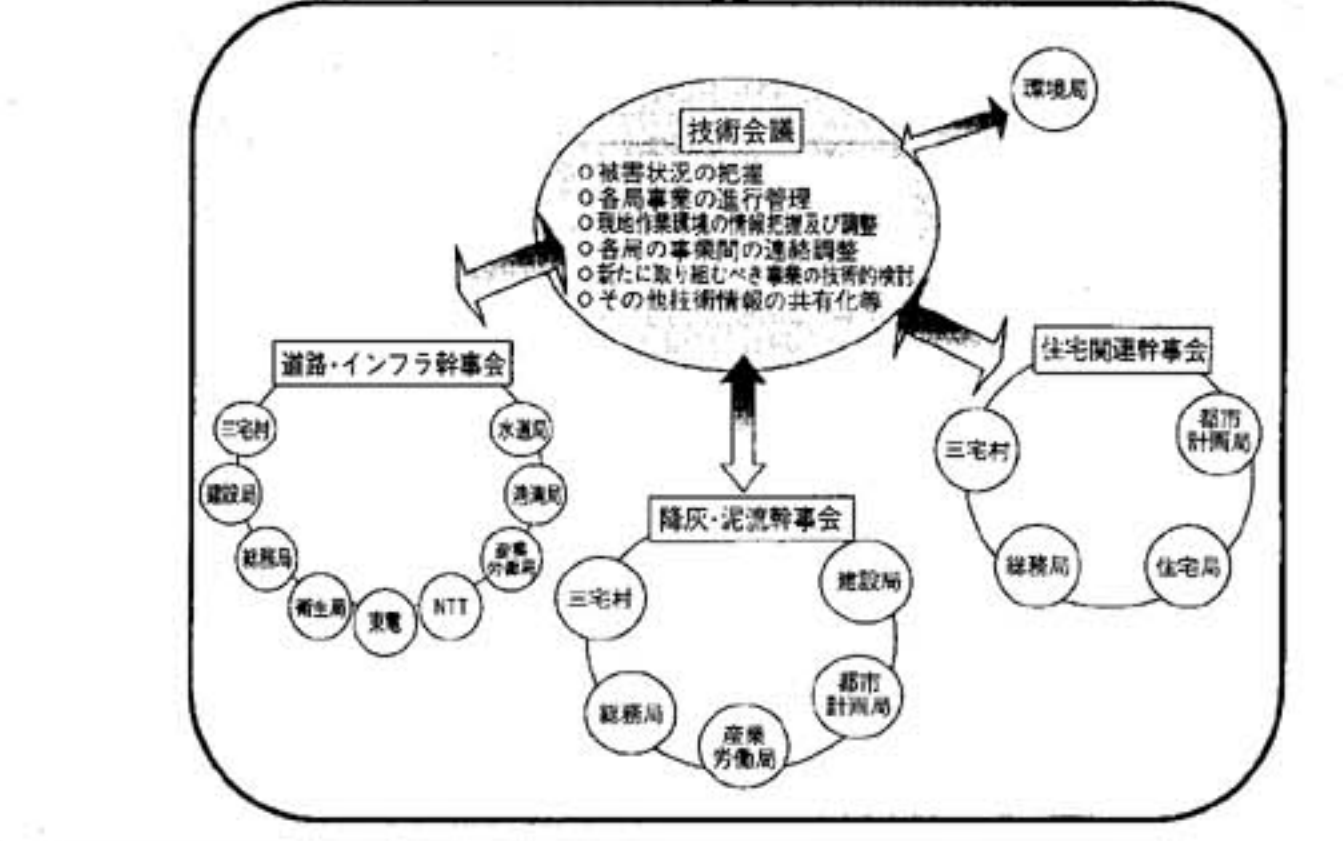 環境局
技術会議
○被害状況の把握
○各局事業の進行管理
○現地作業環境の情報把握及び調整
○各局の事業間の連絡調整
○新たに取り組むべき事業の技術的検討
○その他技術情報の共有化等
道路・インフラ幹事会
三宅村
建設局
総務局
衛生局
東電
NTT
産業
労働局
港湾局
水道局
降灰・泥流幹事会
三宅村
総務局
産業
労働局
都市
計画局
建設局
住宅関連幹事会
三宅村
総務局
住宅局
都市
計画局